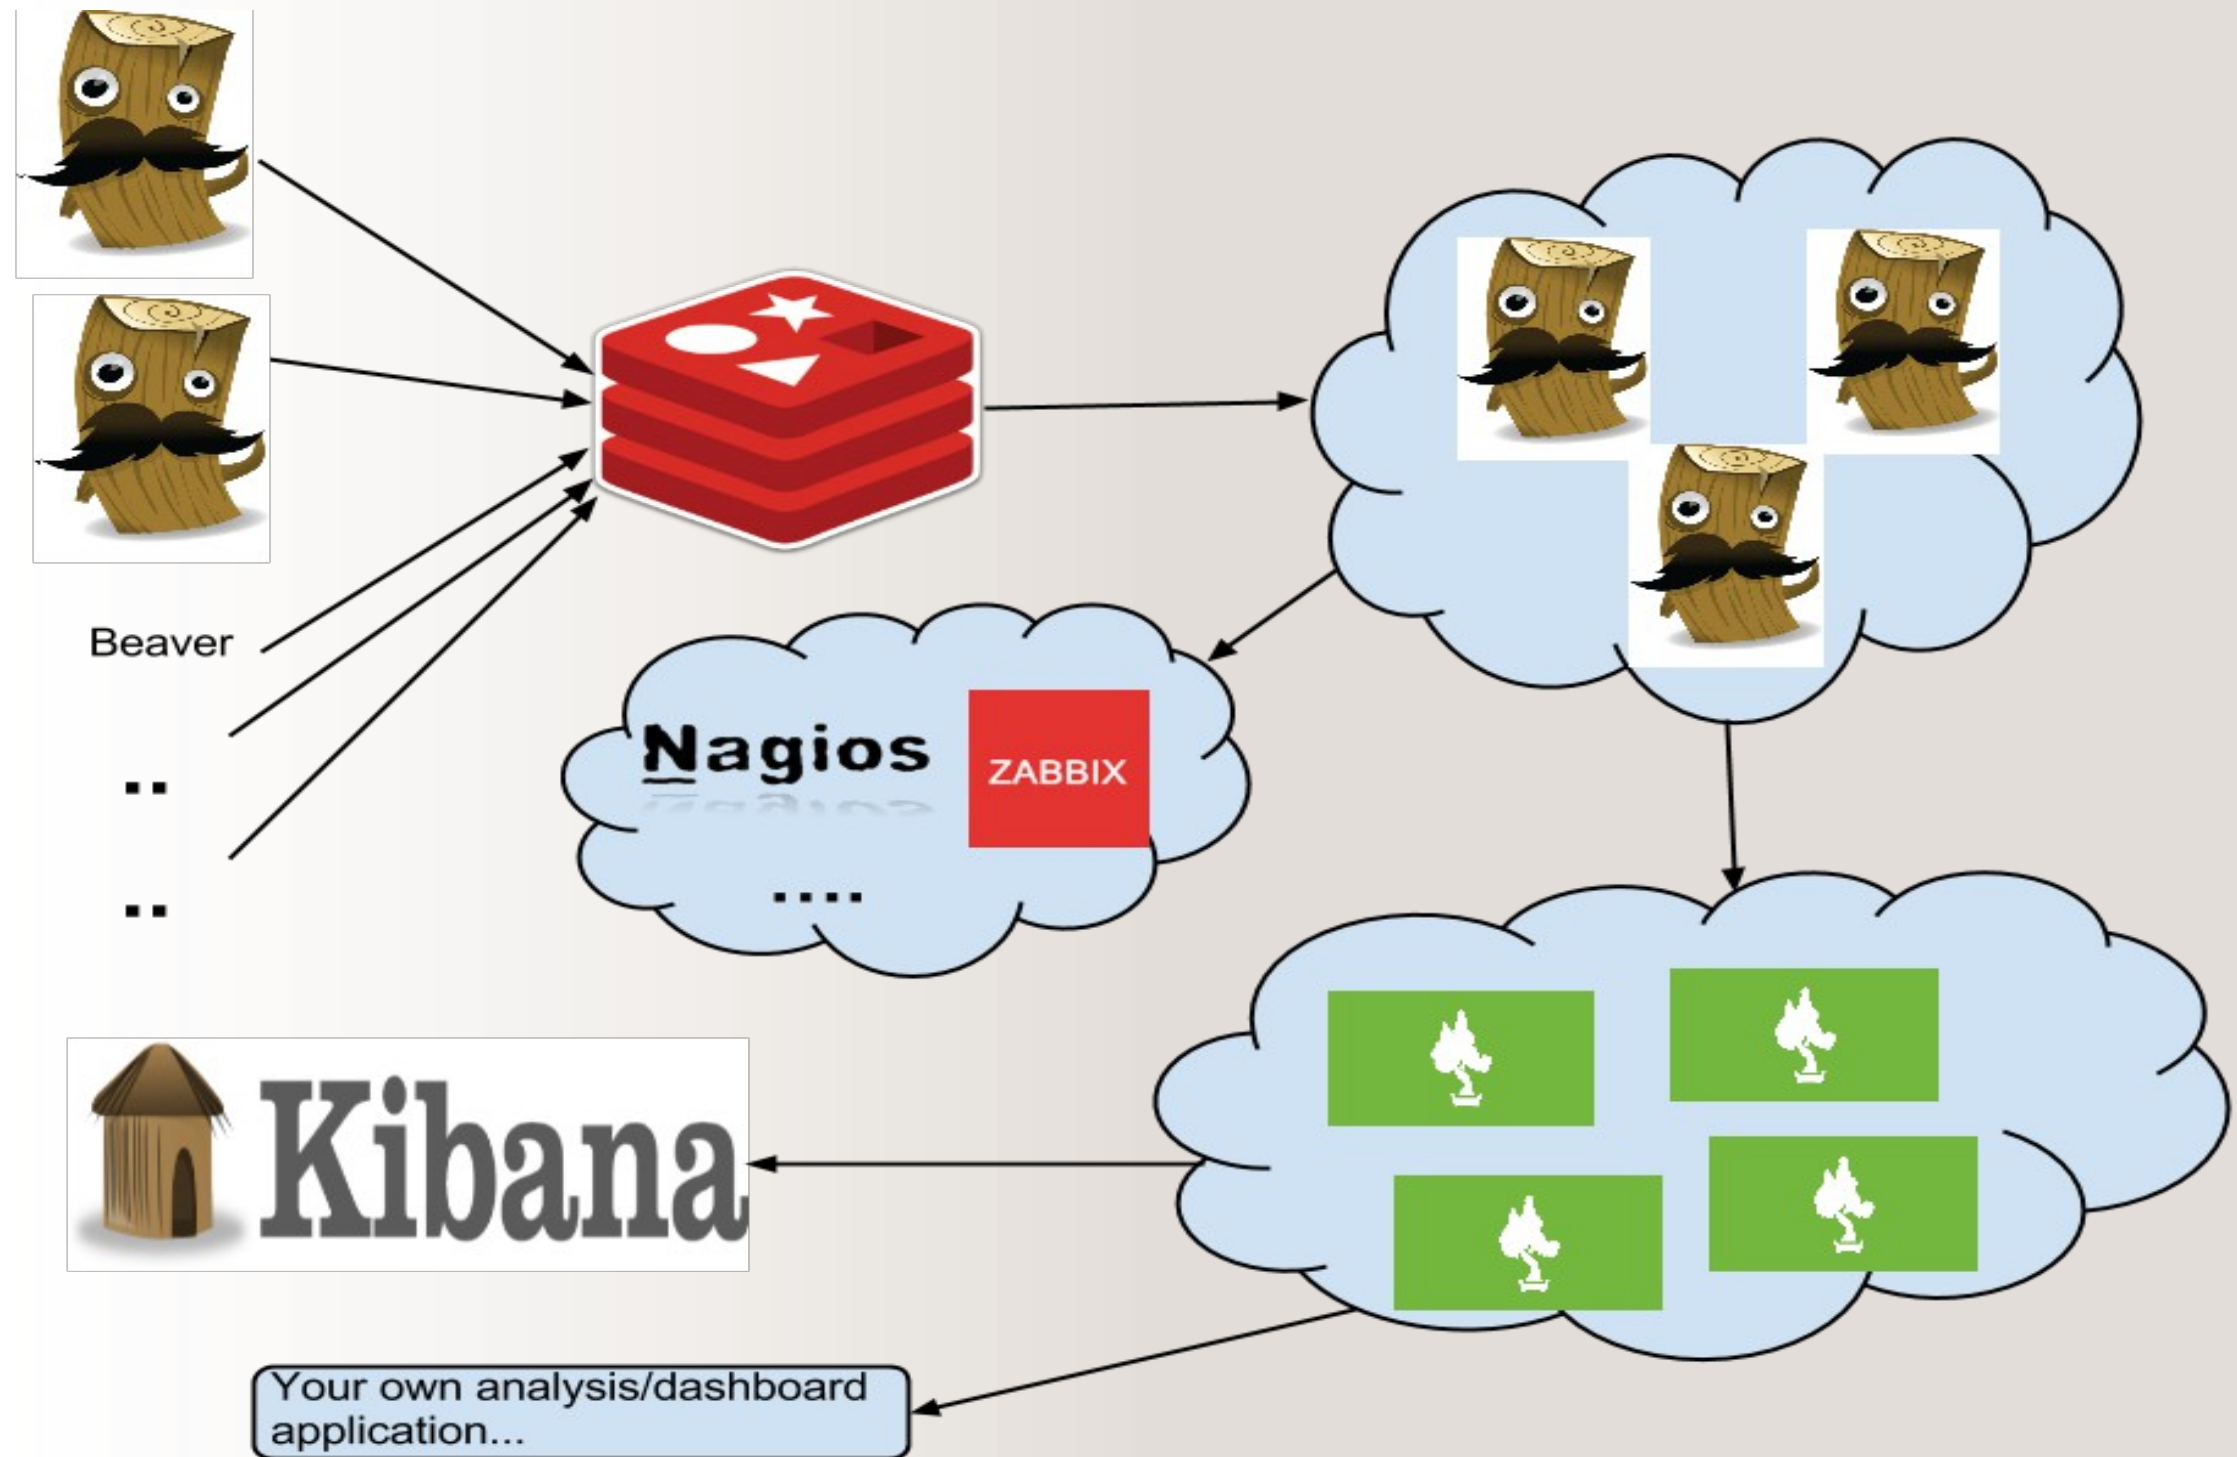 Beaver
..
..
Nagios
ZABBIX
....
Kibana
Your own analysis/dashboard
application...